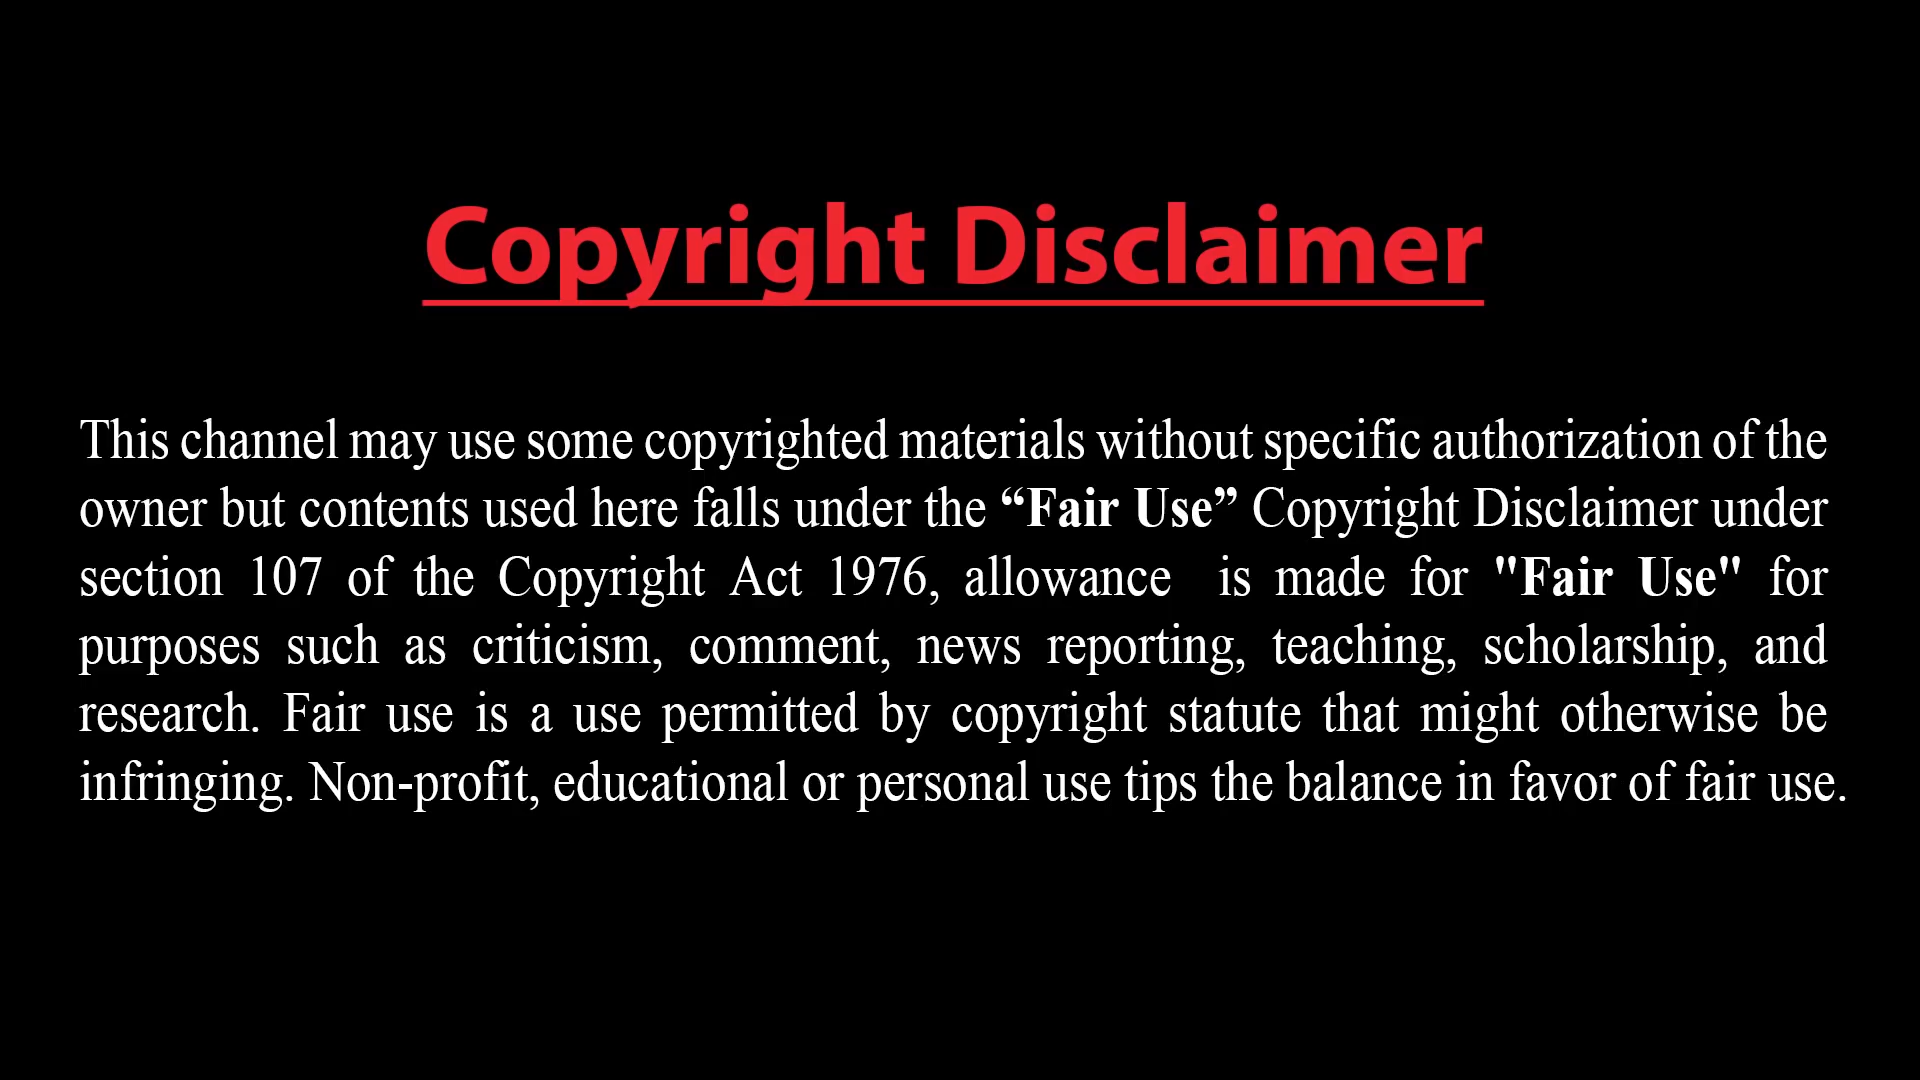 Copyright Disclaimer
This channel may use some copyrighted materials without specific authorization of the
owner but contents used here falls under the “Fair Use” Copyright Disclaimer under
section 107 of the Copyright Act 1976, allowance is made for "Fair Use" for
purposes such as criticism, comment, news reporting, teaching, scholarship, and
research. Fair use is a use permitted by copyright statute that might otherwise be
infringing. Non-profit, educational or personal use tips the balance in favor of fair use.